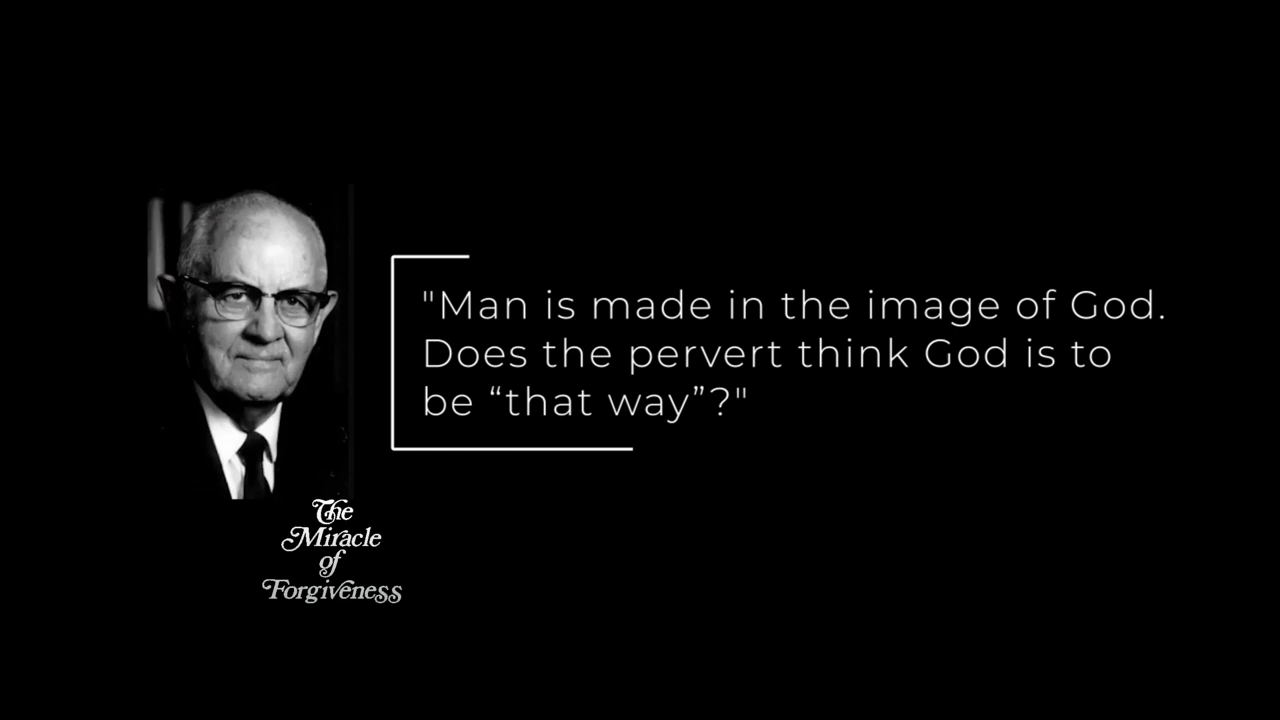 "Man is made in the image of God.
Does the pervert think God is to
be “that way”?"
The
Miracle
of
Forgiveness